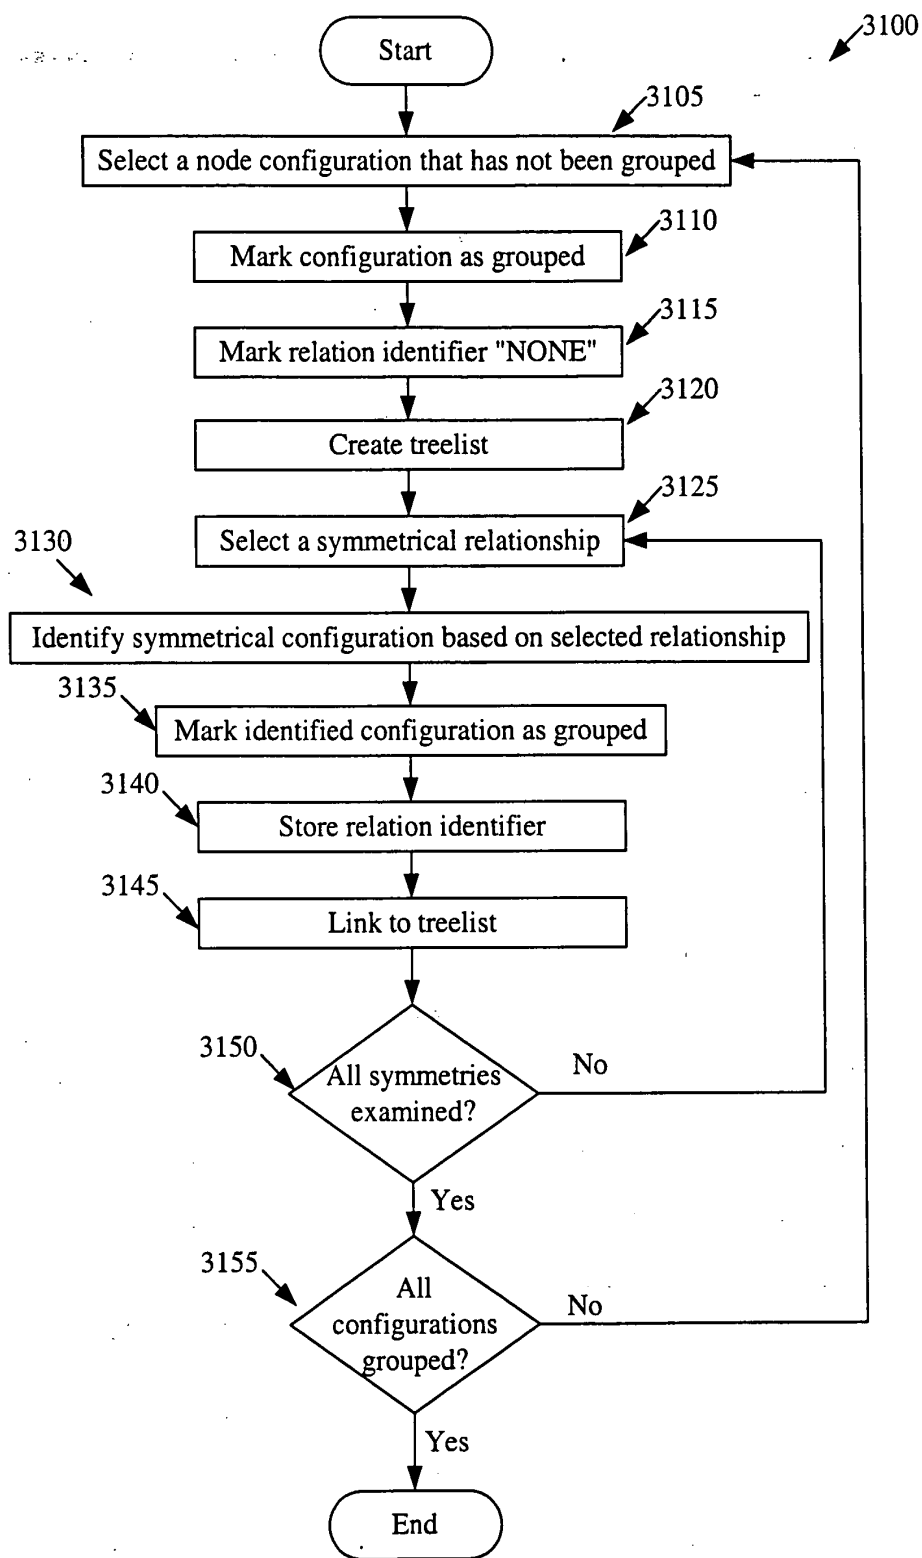 3100
Start
3105
Select a node configuration that has not been grouped
3110
Mark configuration as grouped
3115
Mark relation identifier "NONE"
3120
Create treelist
3125
Select a symmetrical relationship
3130
Identify symmetrical configuration based on selected relationship
3135
Mark identified configuration as grouped
3140
Store relation identifier
3145
Link to treelist
3150
All symmetries
examined?
No
Yes
3155
All
configurations
grouped?
No
Yes
End